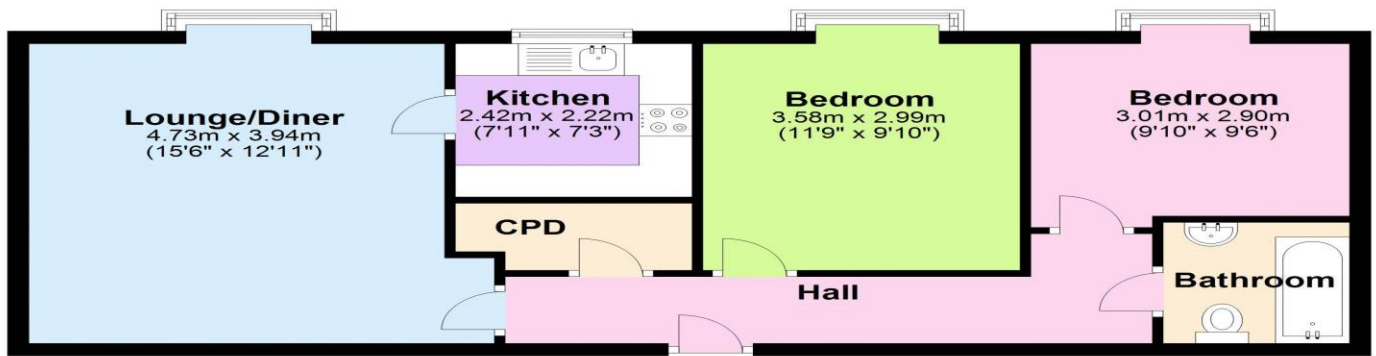 Lounge/Diner
4.73m x 3.94m
(15'6" x 12'11")
Kitchen
2.42m x 2.22m
(7'11" x 7'3")
Bedroom
3.58m x 2.99m
(11'9" x 9'10")
Bedroom
3.01m x 2.90m
(9'10" x 9'6")
CPD
Hall
Bathroom